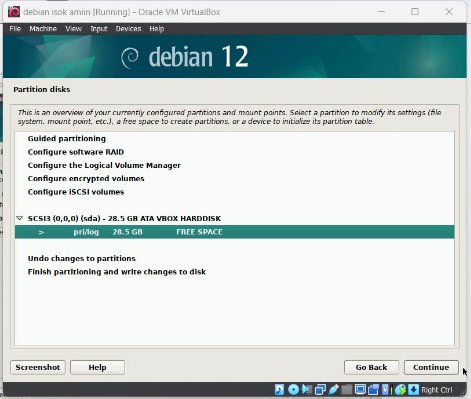 debian isok amiin [Running] - Oracle VM VirtualBox
File Machine View Input Devices Help
debian 12
Partition disks
This is an overview of your currently configured partitions and mount points. Select a partition to modify its settings (file
system, mount point, etc.), a free space to create partitions, or a device to initialize its partition table.
Guided partitioning
Configure software RAID
Configure the Logical Volume Manager
Configure encrypted volumes
Configure iSCSI volumes
SCSI3 (0,0,0) (sda) - 28.5 GB ATA VBOX HARDDISK
> pri/log 28.5 GB FREE SPACE
Undo changes to partitions
Finish partitioning and write changes to disk
Screenshot Help Go Back Continue
Right Ctrl